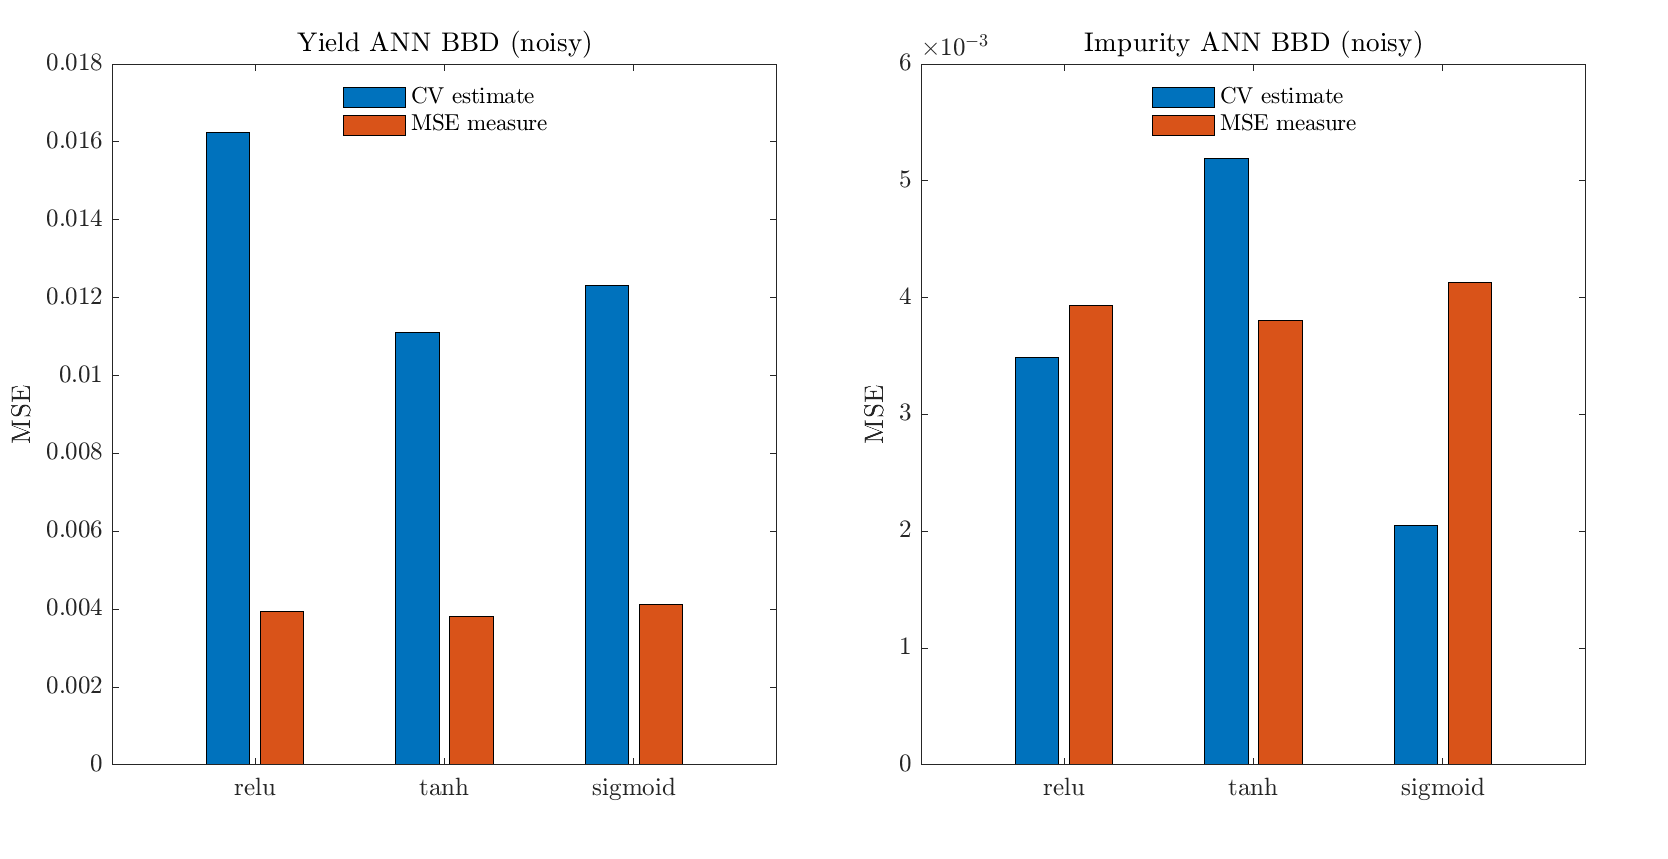 Yield ANN BBD (noisy)
0.018
0.016
0.014
0.012
0.01
0.008
0.006
0.004
0.002
0
MSE
CV estimate
MSE measure
relu
tanh
sigmoid
×10⁻³
Impurity ANN BBD (noisy)
6
5
4
3
2
1
0
MSE
CV estimate
MSE measure
relu
tanh
sigmoid